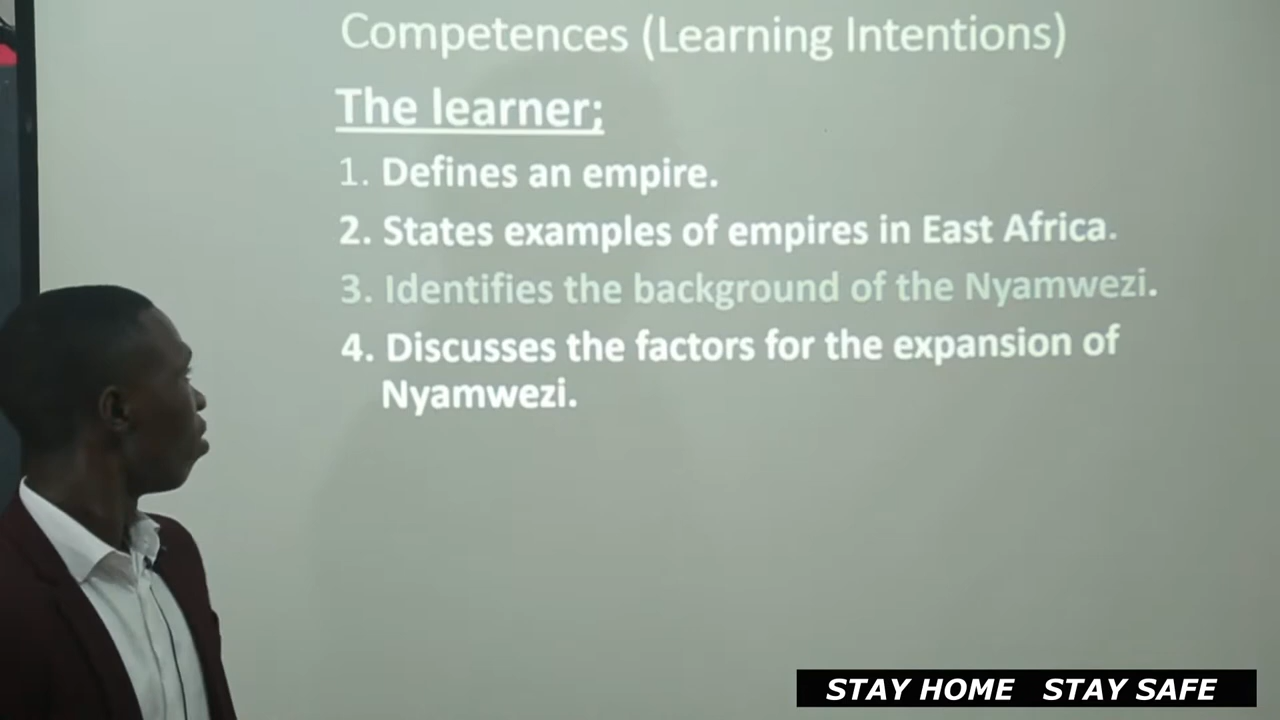 Competences (Learning Intentions)
The learner;
1. Defines an empire.
2. States examples of empires in East Africa.
3. Identifies the background of the Nyamwezi.
4. Discusses the factors for the expansion of
Nyamwezi.
STAY HOME STAY SAFE